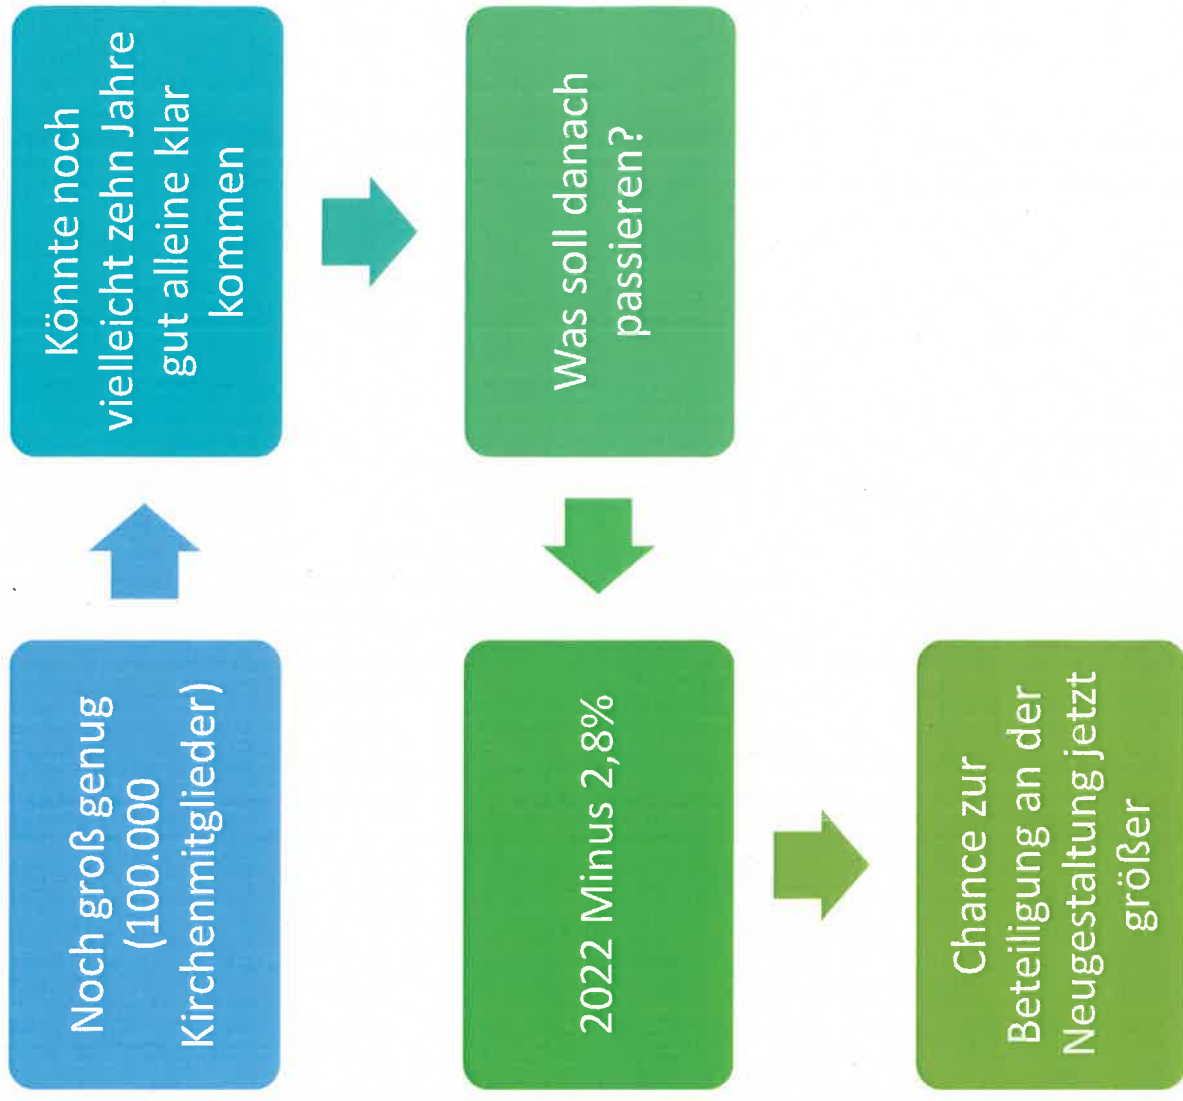 Noch groß genug
(100.000
Kirchenmitglieder)
Könnte noch
vielleicht zehn Jahre
gut alleine klar
kommen
Was soll danach
passieren?
2022 Minus 2,8%
Chance zur
Beteiligung an der
Neugestaltung jetzt
größer